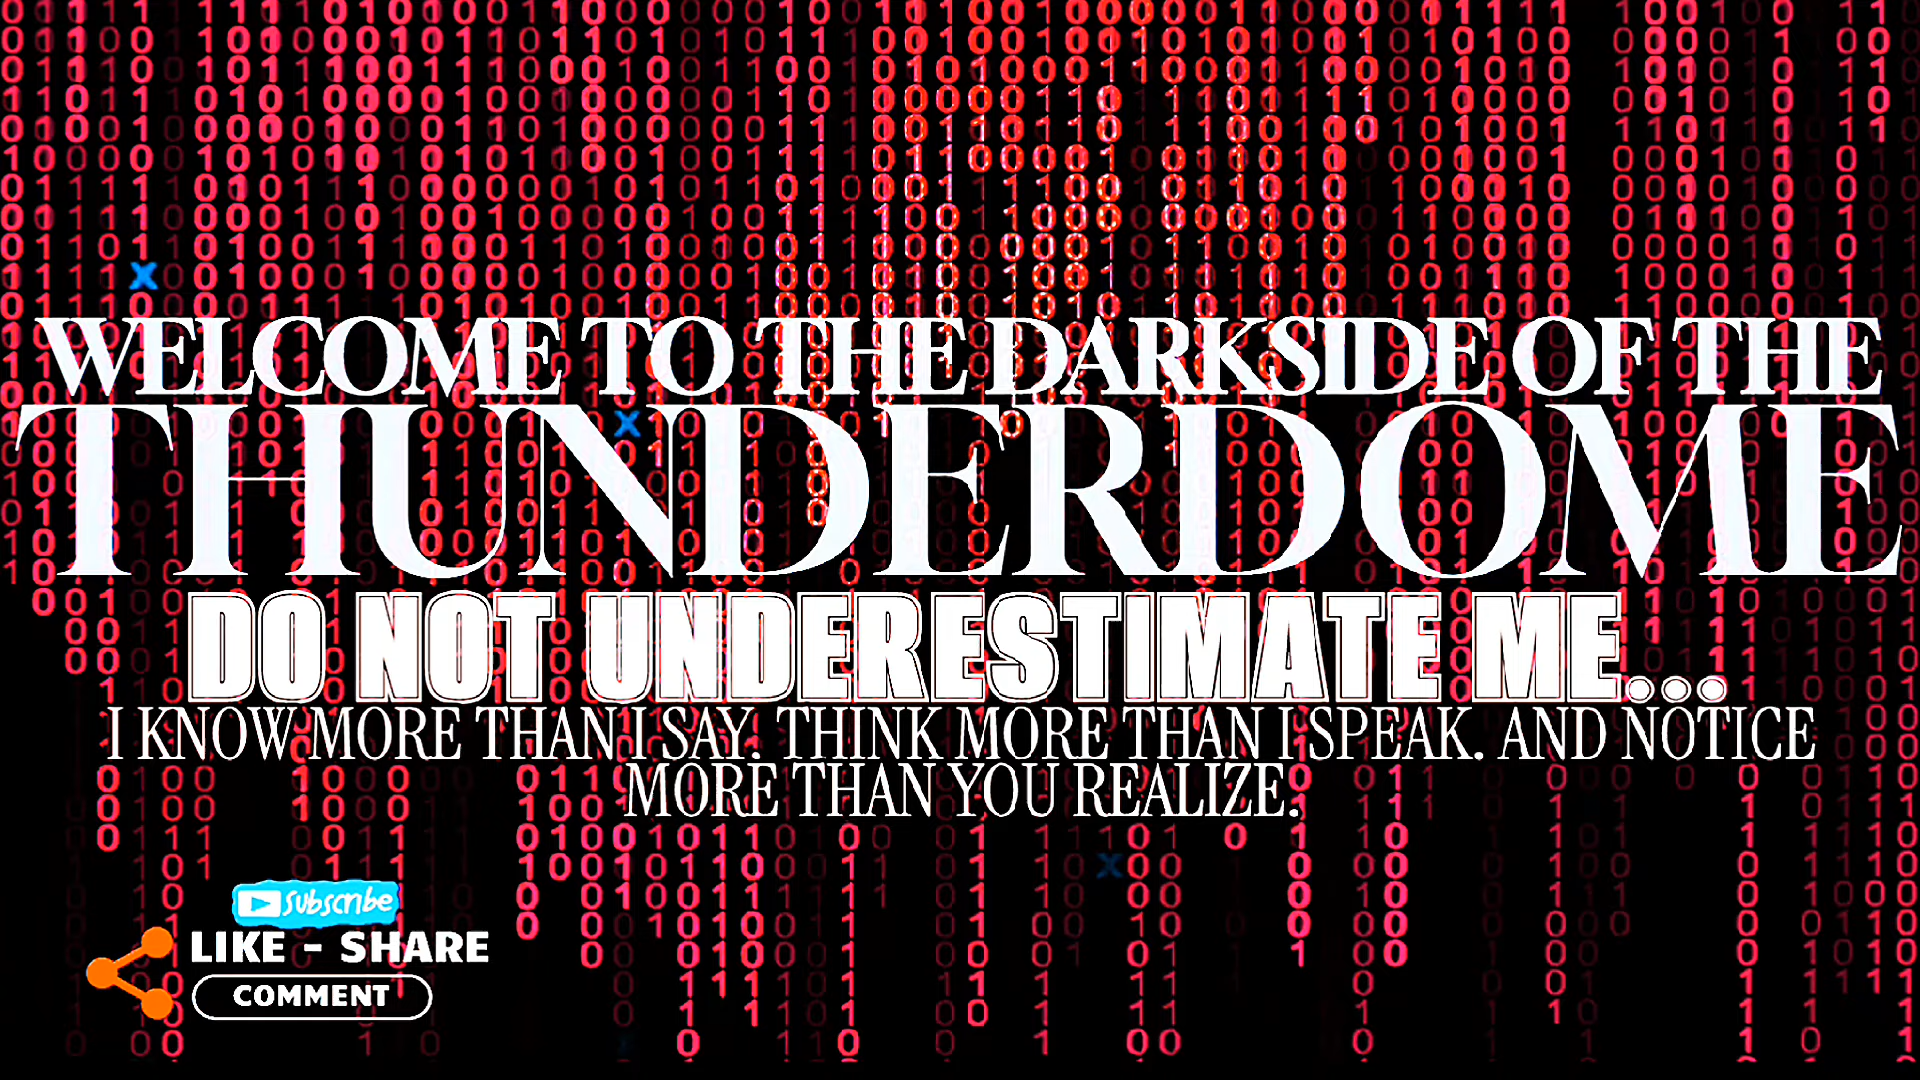 WELCOME TO THE DARKSIDE OF THE
THUNDERDOME
DO NOT UNDERESTIMATE ME...
I KNOW MORE THAN I SAY. THINK MORE THAN I SPEAK. AND NOTICE
MORE THAN YOU REALIZE.
Subscribe
LIKE - SHARE
COMMENT